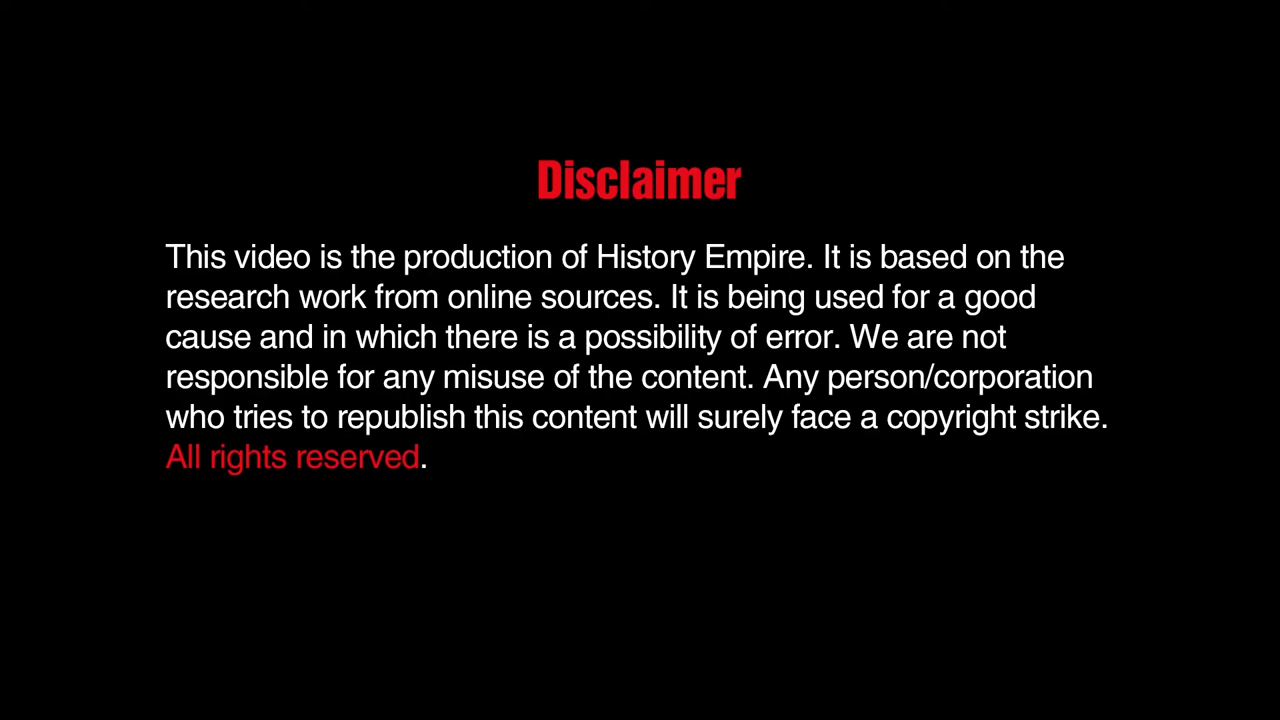 Disclaimer
This video is the production of History Empire. It is based on the
research work from online sources. It is being used for a good
cause and in which there is a possibility of error. We are not
responsible for any misuse of the content. Any person/corporation
who tries to republish this content will surely face a copyright strike.
All rights reserved.